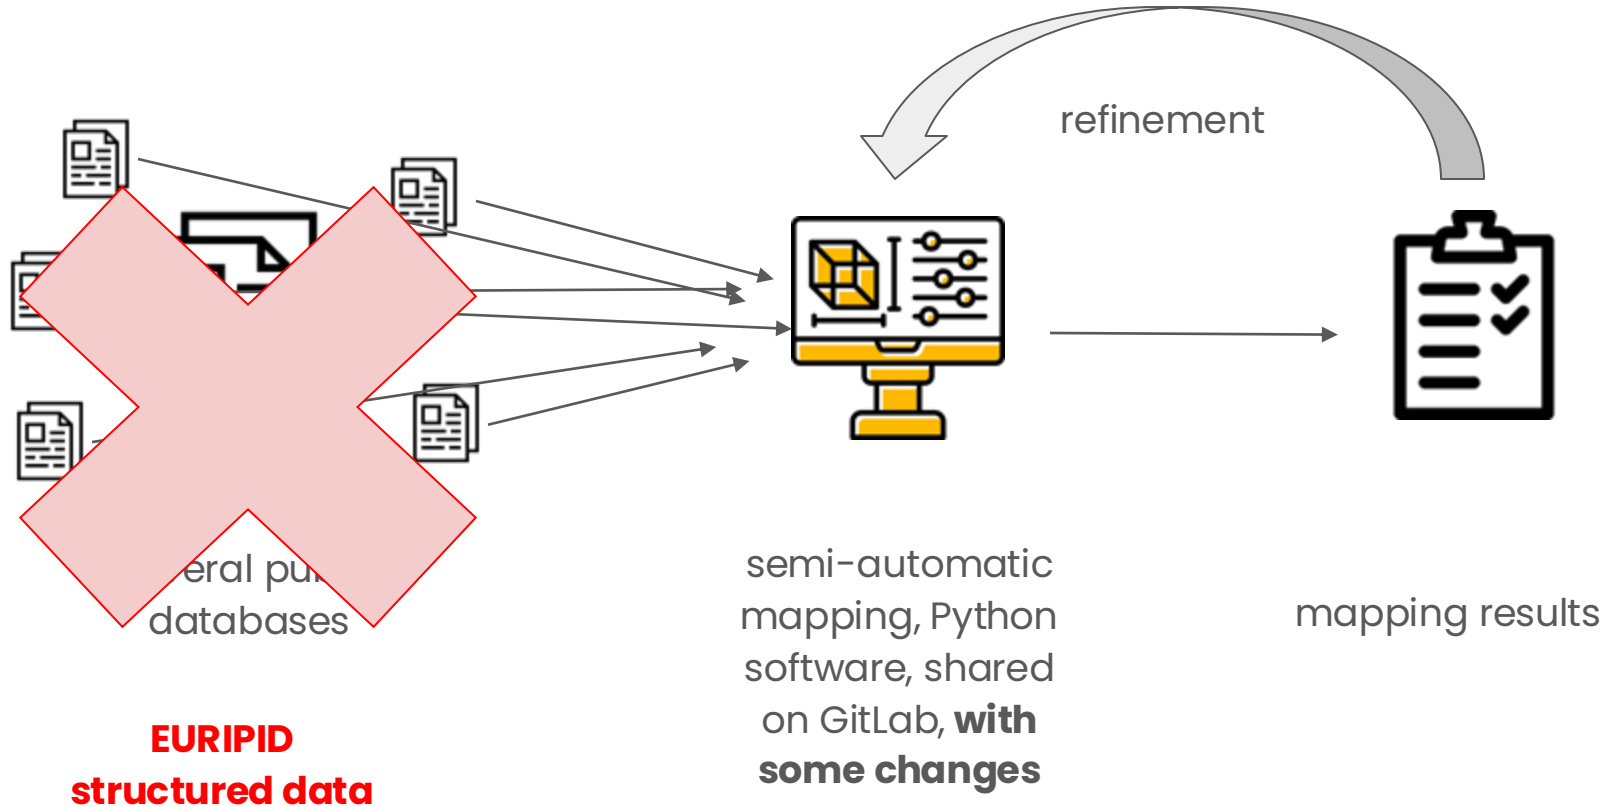 refinement
databases
EURIPID
structured data
semi-automatic
mapping, Python
software, shared
on GitLab, with
some changes
mapping results